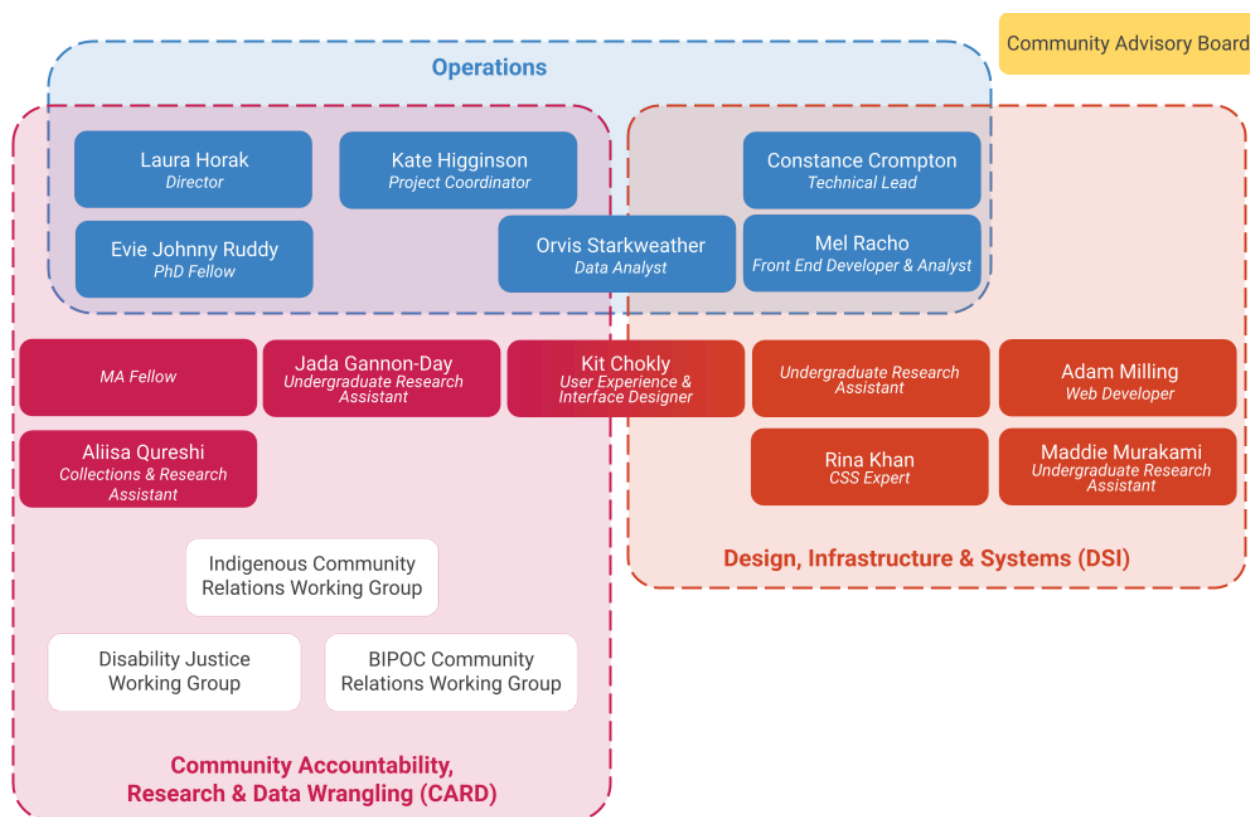 Community Advisory Board
Operations
Laura Horak
Director
Kate Higginson
Project Coordinator
Constance Crompton
Technical Lead
Evie Johnny Ruddy
PhD Fellow
Orvis Starkweather
Data Analyst
Mel Racho
Front End Developer & Analyst
MA Fellow
Jada Gannon-Day
Undergraduate Research
Assistant
Kit Chokly
User Experience &
Interface Designer
Undergraduate Research
Assistant
Adam Milling
Web Developer
Aliisa Qureshi
Collections & Research
Assistant
Rina Khan
CSS Expert
Maddie Murakami
Undergraduate Research
Assistant
Design, Infrastructure & Systems (DSI)
Indigenous Community
Relations Working Group
Disability Justice
Working Group
BIPOC Community
Relations Working Group
Community Accountability,
Research & Data Wrangling (CARD)